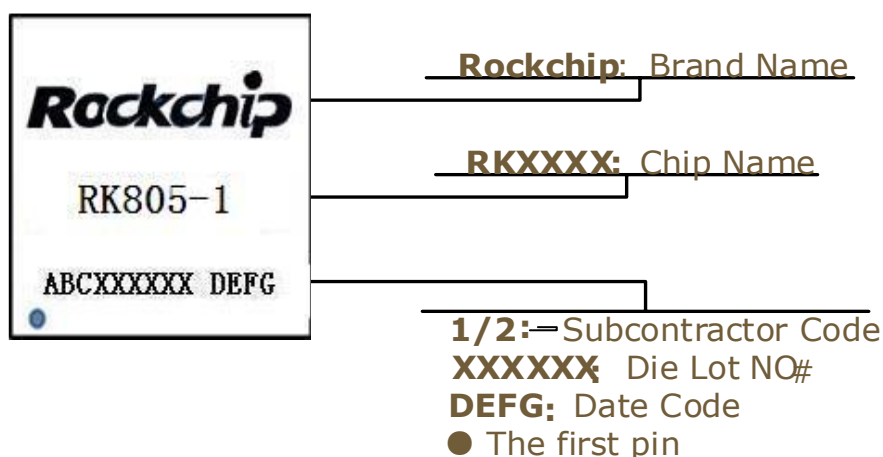 Rockchip
RK805-1
ABCXXXXXX DEFG
Rockchip: Brand Name
RKXXXX: Chip Name
1/2: Subcontractor Code
XXXXXX: Die Lot NO#
DEFG: Date Code
● The first pin